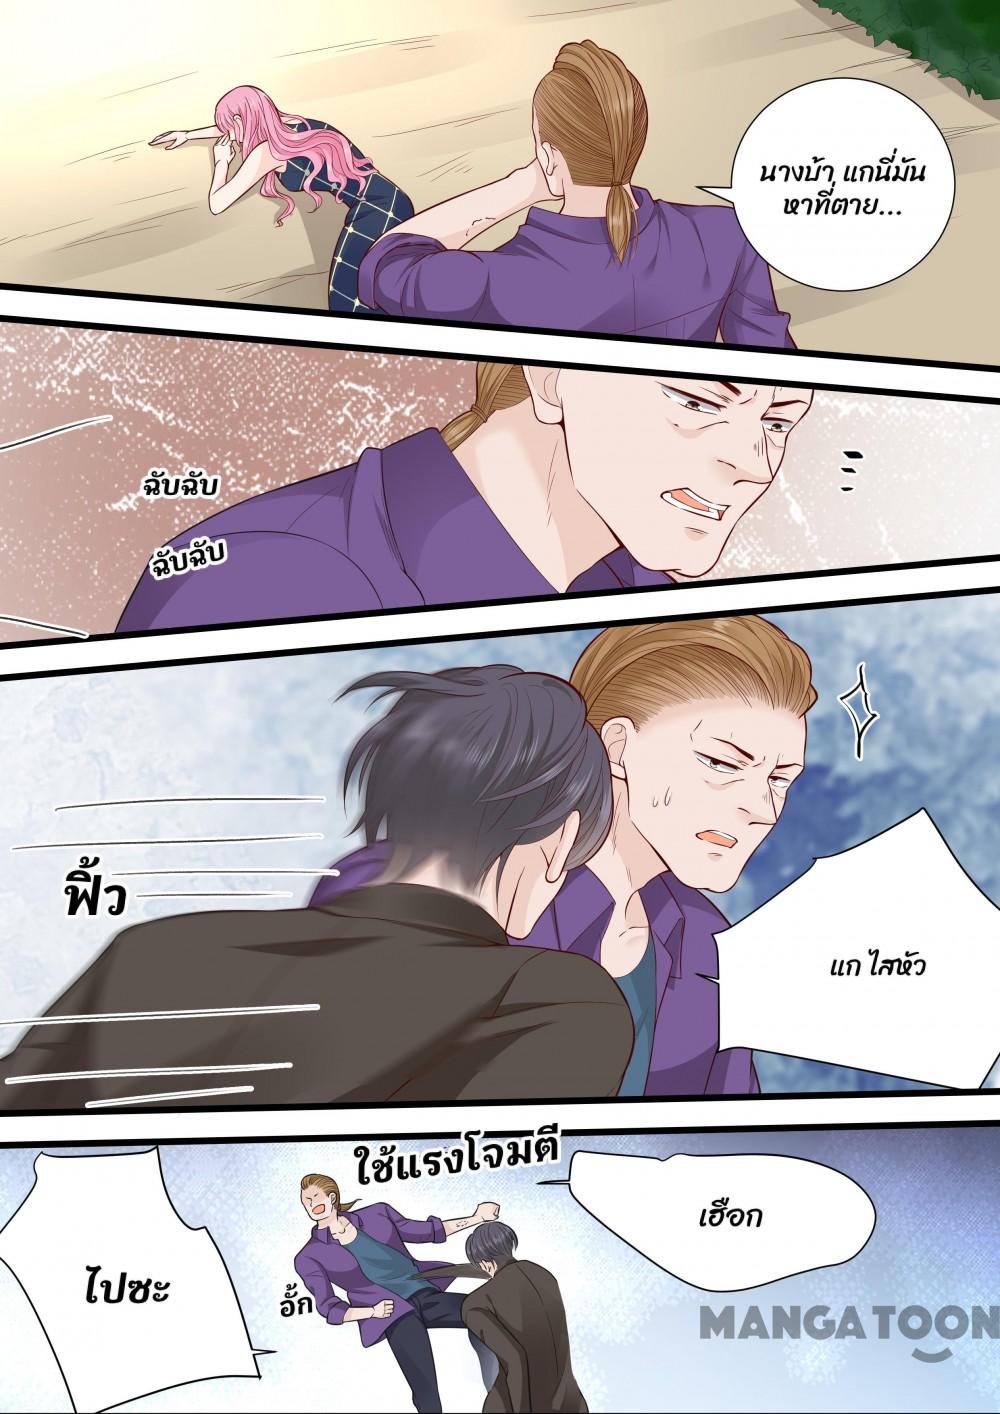 นางบ้า แกนี่มัน
หาที่ตาย...
ฉับฉับ
ฉับฉับ
ฟิ้ว
แก ไสหัว
ใช้แรงโจมตี
เฮือก
ไปซะ
อั้ก
MANGATOON